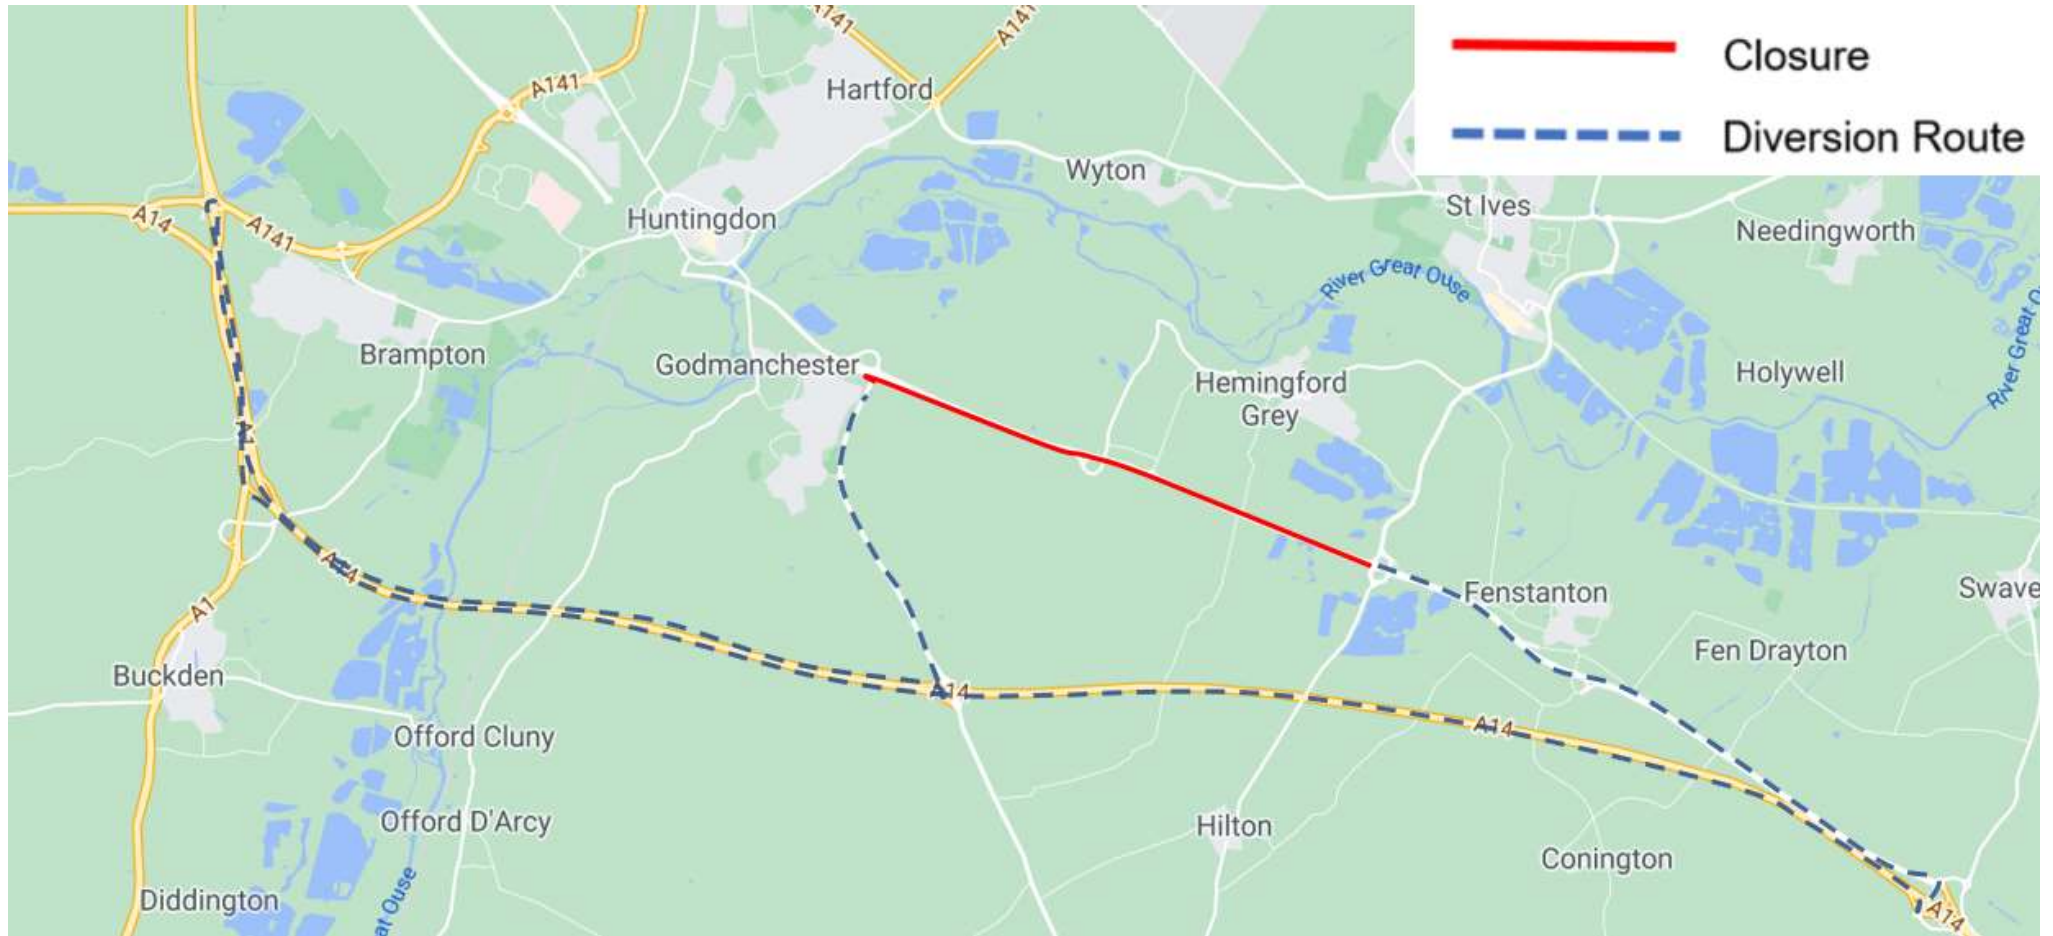 A141
A141
Closure
A141
Hartford
Diversion Route
Wyton
A14
A141
Huntingdon
St Ives
Needingworth
River Great Ouse
Brampton
Godmanchester
Hemingford
Grey
Holywell
River Great O
A1
A14
A1
Fenstanton
Swave
Buckden
A14
Fen Drayton
Offord Cluny
A14
Offord D'Arcy
Hilton
Conington
Diddington
at Ouse
A14